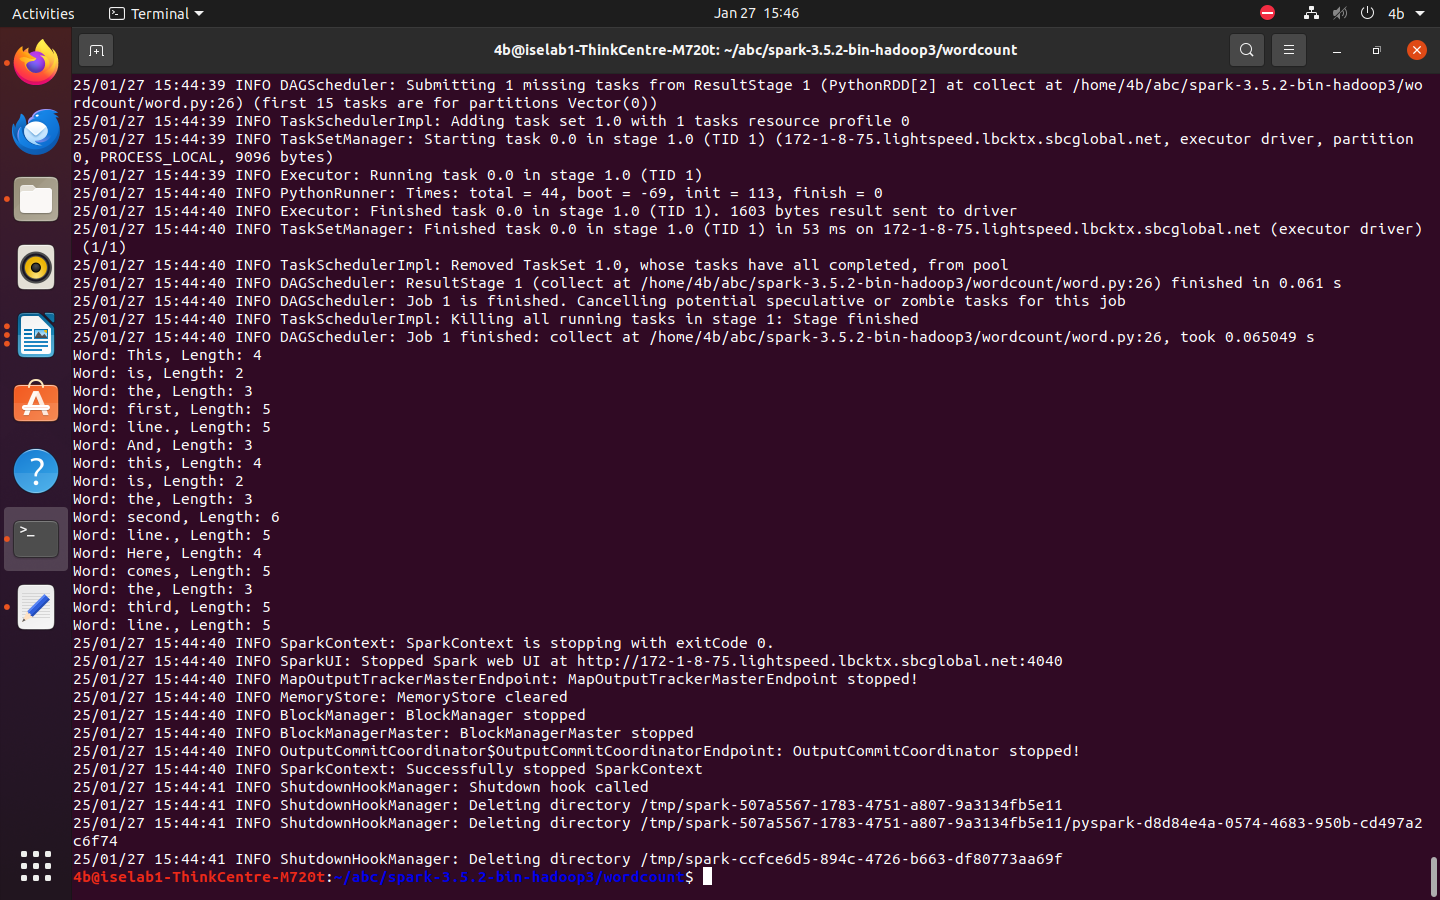 Activities
Terminal
Jan 27 15:46
4b
4b@iselab1-ThinkCentre-M720t: ~/abc/spark-3.5.2-bin-hadoop3/wordcount
25/01/27 15:44:39 INFO DAGScheduler: Submitting 1 missing tasks from ResultStage 1 (PythonRDD[2] at collect at /home/4b/abc/spark-3.5.2-bin-hadoop3/wo
rdcount/word.py:26) (first 15 tasks are for partitions Vector(0))
25/01/27 15:44:39 INFO TaskSchedulerImpl: Adding task set 1.0 with 1 tasks resource profile 0
25/01/27 15:44:39 INFO TaskSetManager: Starting task 0.0 in stage 1.0 (TID 1) (172-1-8-75.lightspeed.lbcktx.sbcglobal.net, executor driver, partition
0, PROCESS_LOCAL, 9096 bytes)
25/01/27 15:44:39 INFO Executor: Running task 0.0 in stage 1.0 (TID 1)
25/01/27 15:44:40 INFO PythonRunner: Times: total = 44, boot = -69, init = 113, finish = 0
25/01/27 15:44:40 INFO Executor: Finished task 0.0 in stage 1.0 (TID 1). 1603 bytes result sent to driver
25/01/27 15:44:40 INFO TaskSetManager: Finished task 0.0 in stage 1.0 (TID 1) in 53 ms on 172-1-8-75.lightspeed.lbcktx.sbcglobal.net (executor driver)
(1/1)
25/01/27 15:44:40 INFO TaskSchedulerImpl: Removed TaskSet 1.0, whose tasks have all completed, from pool
25/01/27 15:44:40 INFO DAGScheduler: ResultStage 1 (collect at /home/4b/abc/spark-3.5.2-bin-hadoop3/wordcount/word.py:26) finished in 0.061 s
25/01/27 15:44:40 INFO DAGScheduler: Job 1 is finished. Cancelling potential speculative or zombie tasks for this job
25/01/27 15:44:40 INFO TaskSchedulerImpl: Killing all running tasks in stage 1: Stage finished
25/01/27 15:44:40 INFO DAGScheduler: Job 1 finished: collect at /home/4b/abc/spark-3.5.2-bin-hadoop3/wordcount/word.py:26, took 0.065049 s
Word: This, Length: 4
Word: is, Length: 2
Word: the, Length: 3
Word: first, Length: 5
Word: line., Length: 5
Word: And, Length: 3
Word: this, Length: 4
Word: is, Length: 2
Word: the, Length: 3
Word: second, Length: 6
Word: line., Length: 5
Word: Here, Length: 4
Word: comes, Length: 5
Word: the, Length: 3
Word: third, Length: 5
Word: line., Length: 5
25/01/27 15:44:40 INFO SparkContext: SparkContext is stopping with exitCode 0.
25/01/27 15:44:40 INFO SparkUI: Stopped Spark web UI at http://172-1-8-75.lightspeed.lbcktx.sbcglobal.net:4040
25/01/27 15:44:40 INFO MapOutputTrackerMasterEndpoint: MapOutputTrackerMasterEndpoint stopped!
25/01/27 15:44:40 INFO MemoryStore: MemoryStore cleared
25/01/27 15:44:40 INFO BlockManager: BlockManager stopped
25/01/27 15:44:40 INFO BlockManagerMaster: BlockManagerMaster stopped
25/01/27 15:44:40 INFO OutputCommitCoordinator$OutputCommitCoordinatorEndpoint: OutputCommitCoordinator stopped!
25/01/27 15:44:40 INFO SparkContext: Successfully stopped SparkContext
25/01/27 15:44:41 INFO ShutdownHookManager: Shutdown hook called
25/01/27 15:44:41 INFO ShutdownHookManager: Deleting directory /tmp/spark-507a5567-1783-4751-a807-9a3134fb5e11
25/01/27 15:44:41 INFO ShutdownHookManager: Deleting directory /tmp/spark-507a5567-1783-4751-a807-9a3134fb5e11/pyspark-d8d84e4a-0574-4683-950b-cd497a2
c6f74
25/01/27 15:44:41 INFO ShutdownHookManager: Deleting directory /tmp/spark-ccfce6d5-894c-4726-b663-df80773aa69f
4b@iselab1-ThinkCentre-M720t:~/abc/spark-3.5.2-bin-hadoop3/wordcount$